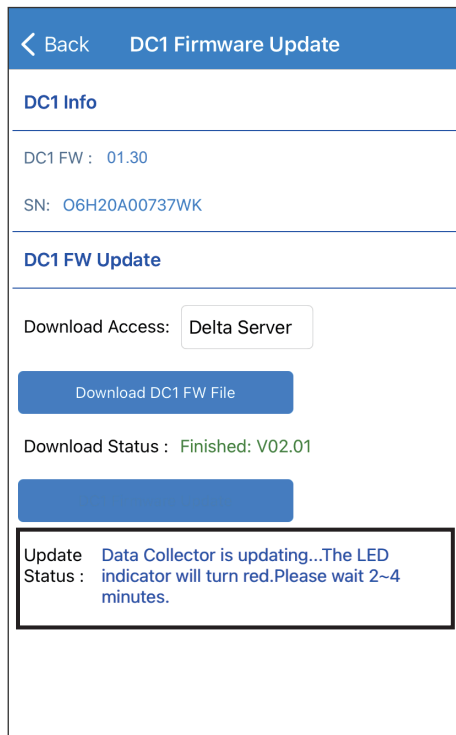 Back DC1 Firmware Update
DC1 Info
DC1 FW : 01.30
SN: O6H20A00737WK
DC1 FW Update
Download Access: Delta Server
Download DC1 FW File
Download Status : Finished: V02.01
Update Data Collector is updating...The LED
Status : indicator will turn red.Please wait 2~4
minutes.